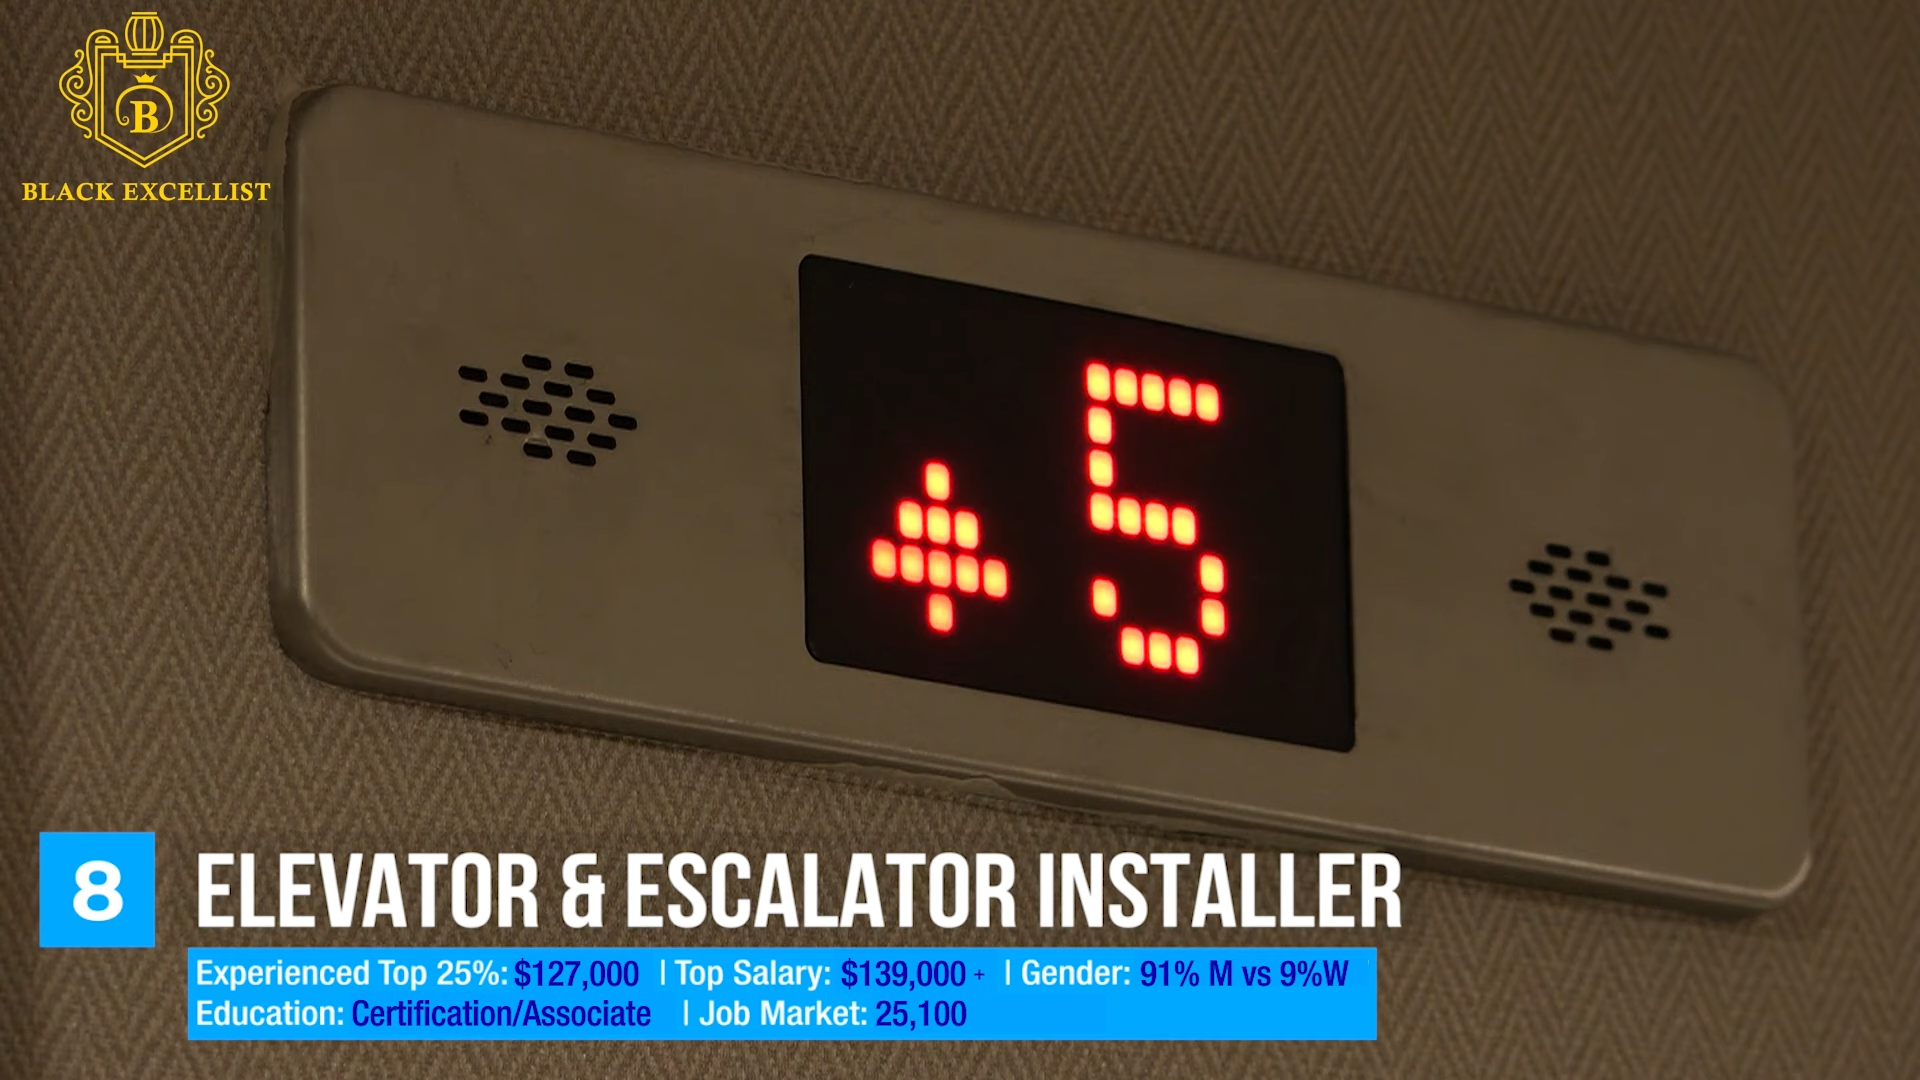 B
BLACK EXCELLIST
5
8
ELEVATOR & ESCALATOR INSTALLER
Experienced Top 25%: $127,000 | Top Salary: $139,000 + | Gender: 91% M vs 9%W
Education: Certification/Associate | Job Market: 25,100